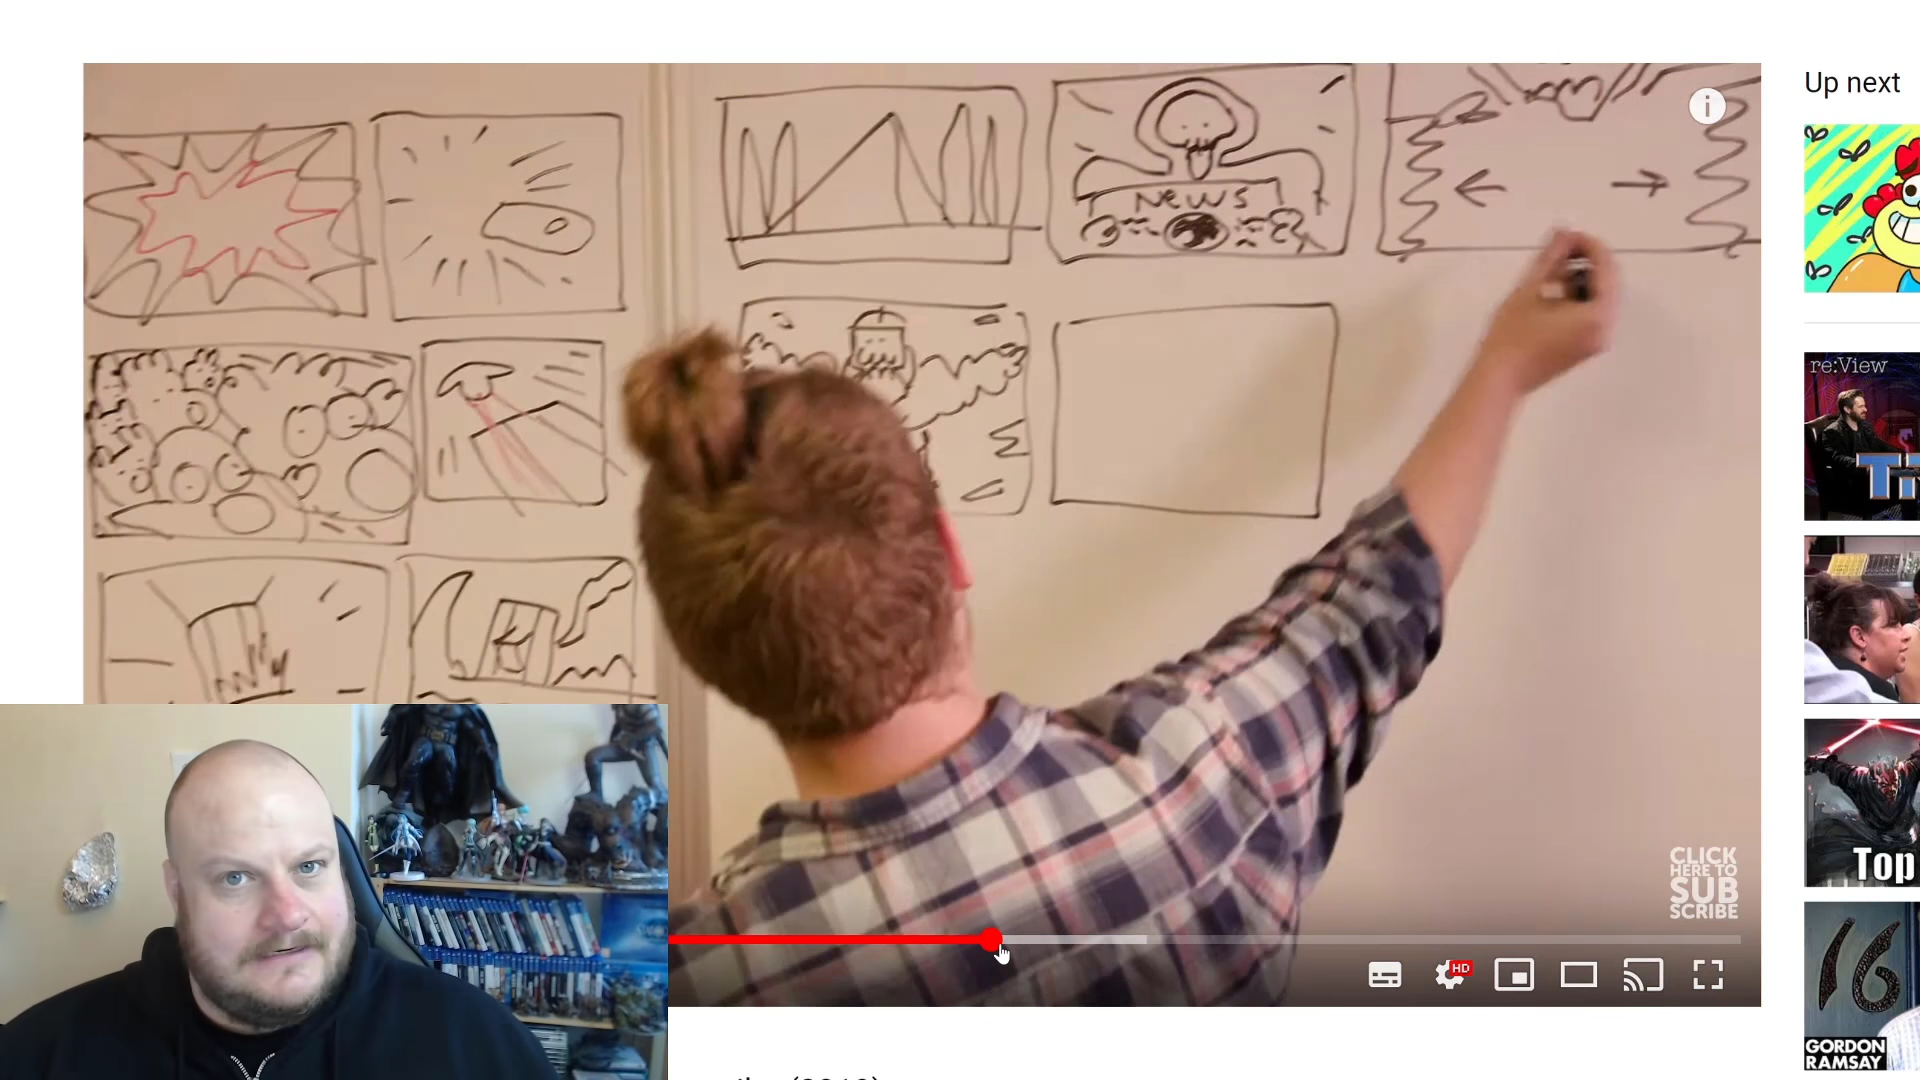 Up next
NEWS
re:View
Top
CLICK
HERE TO
SUB
SCRIBE
HD
16
GORDON
RAMSAY